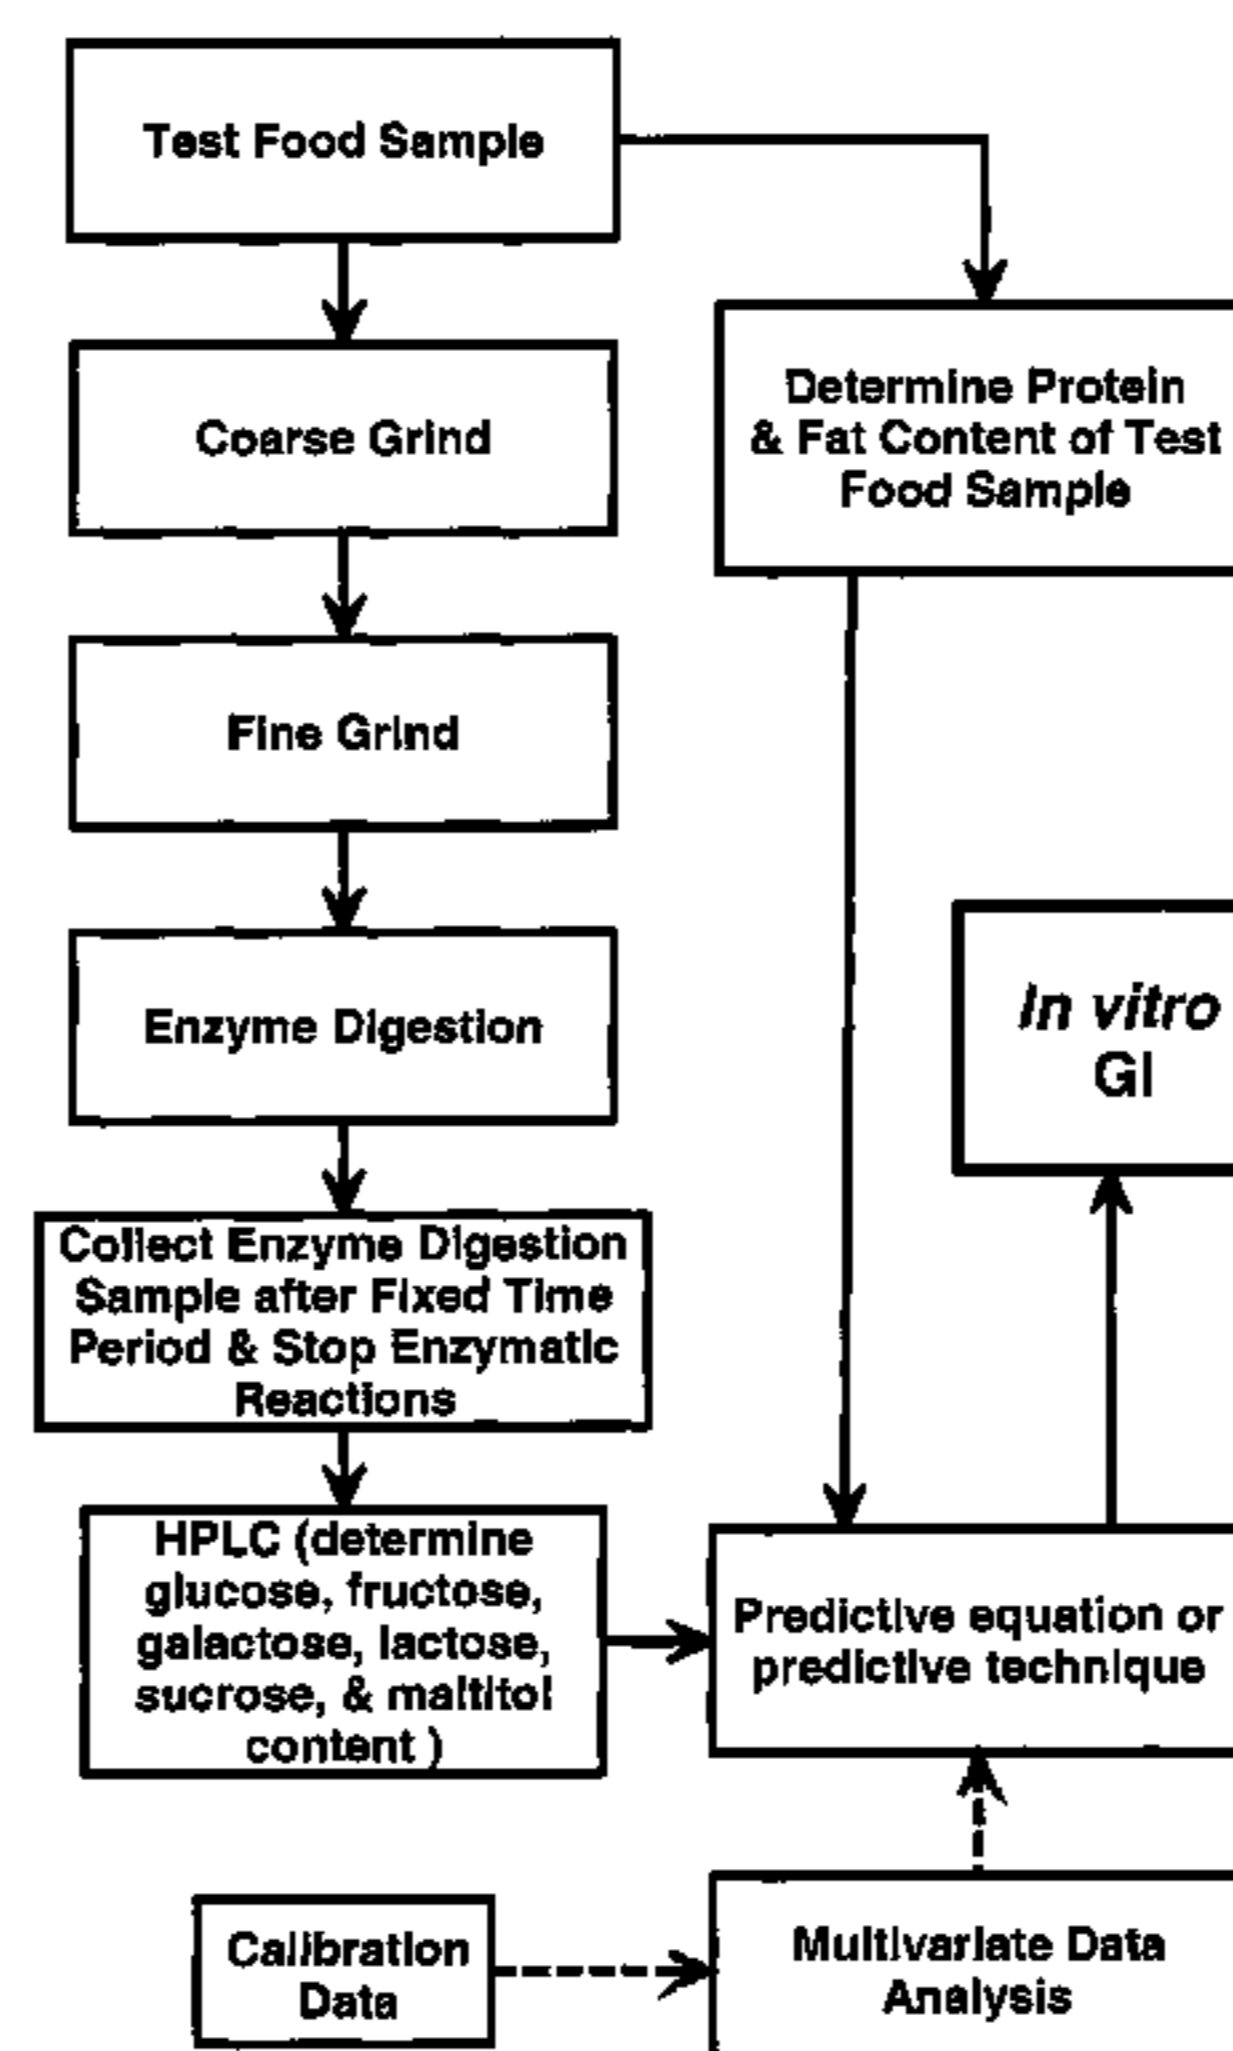 Test Food Sample
Coarse Grind
Determine Protein
& Fat Content of Test
Food Sample
Fine Grind
Enzyme Digestion
In vitro
GI
Collect Enzyme Digestion
Sample after Fixed Time
Period & Stop Enzymatic
Reactions
HPLC (determine
glucose, fructose,
galactose, lactose,
sucrose, & maltitol
content )
Predictive equation or
predictive technique
Calibration
Data
Multivariate Data
Analysis